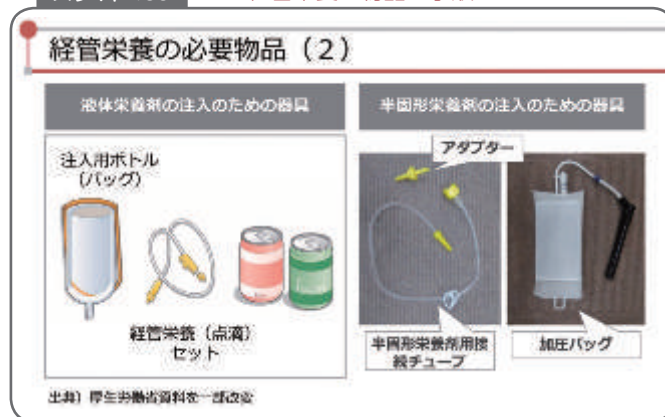 経管栄養の必要物品（2）
液体栄養剤の注入のための器具
半固形栄養剤の注入のための器具
注入用ボトル
（バッグ）
経管栄養（点滴）
セット
アダプター
半固形栄養剤用接
続チューブ
加圧バッグ
出典）厚生労働省資料を一部改変